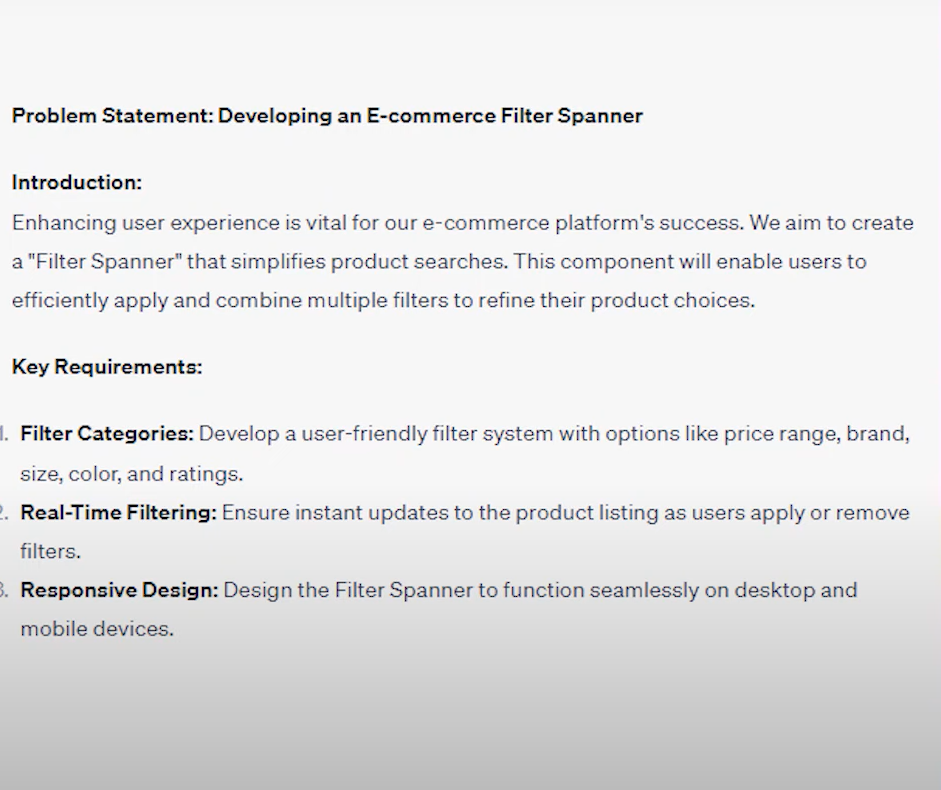 Problem Statement: Developing an E-commerce Filter Spanner
Introduction:
Enhancing user experience is vital for our e-commerce platform's success. We aim to create
a "Filter Spanner" that simplifies product searches. This component will enable users to
efficiently apply and combine multiple filters to refine their product choices.
Key Requirements:
1. Filter Categories: Develop a user-friendly filter system with options like price range, brand,
size, color, and ratings.
2. Real-Time Filtering: Ensure instant updates to the product listing as users apply or remove
filters.
3. Responsive Design: Design the Filter Spanner to function seamlessly on desktop and
mobile devices.